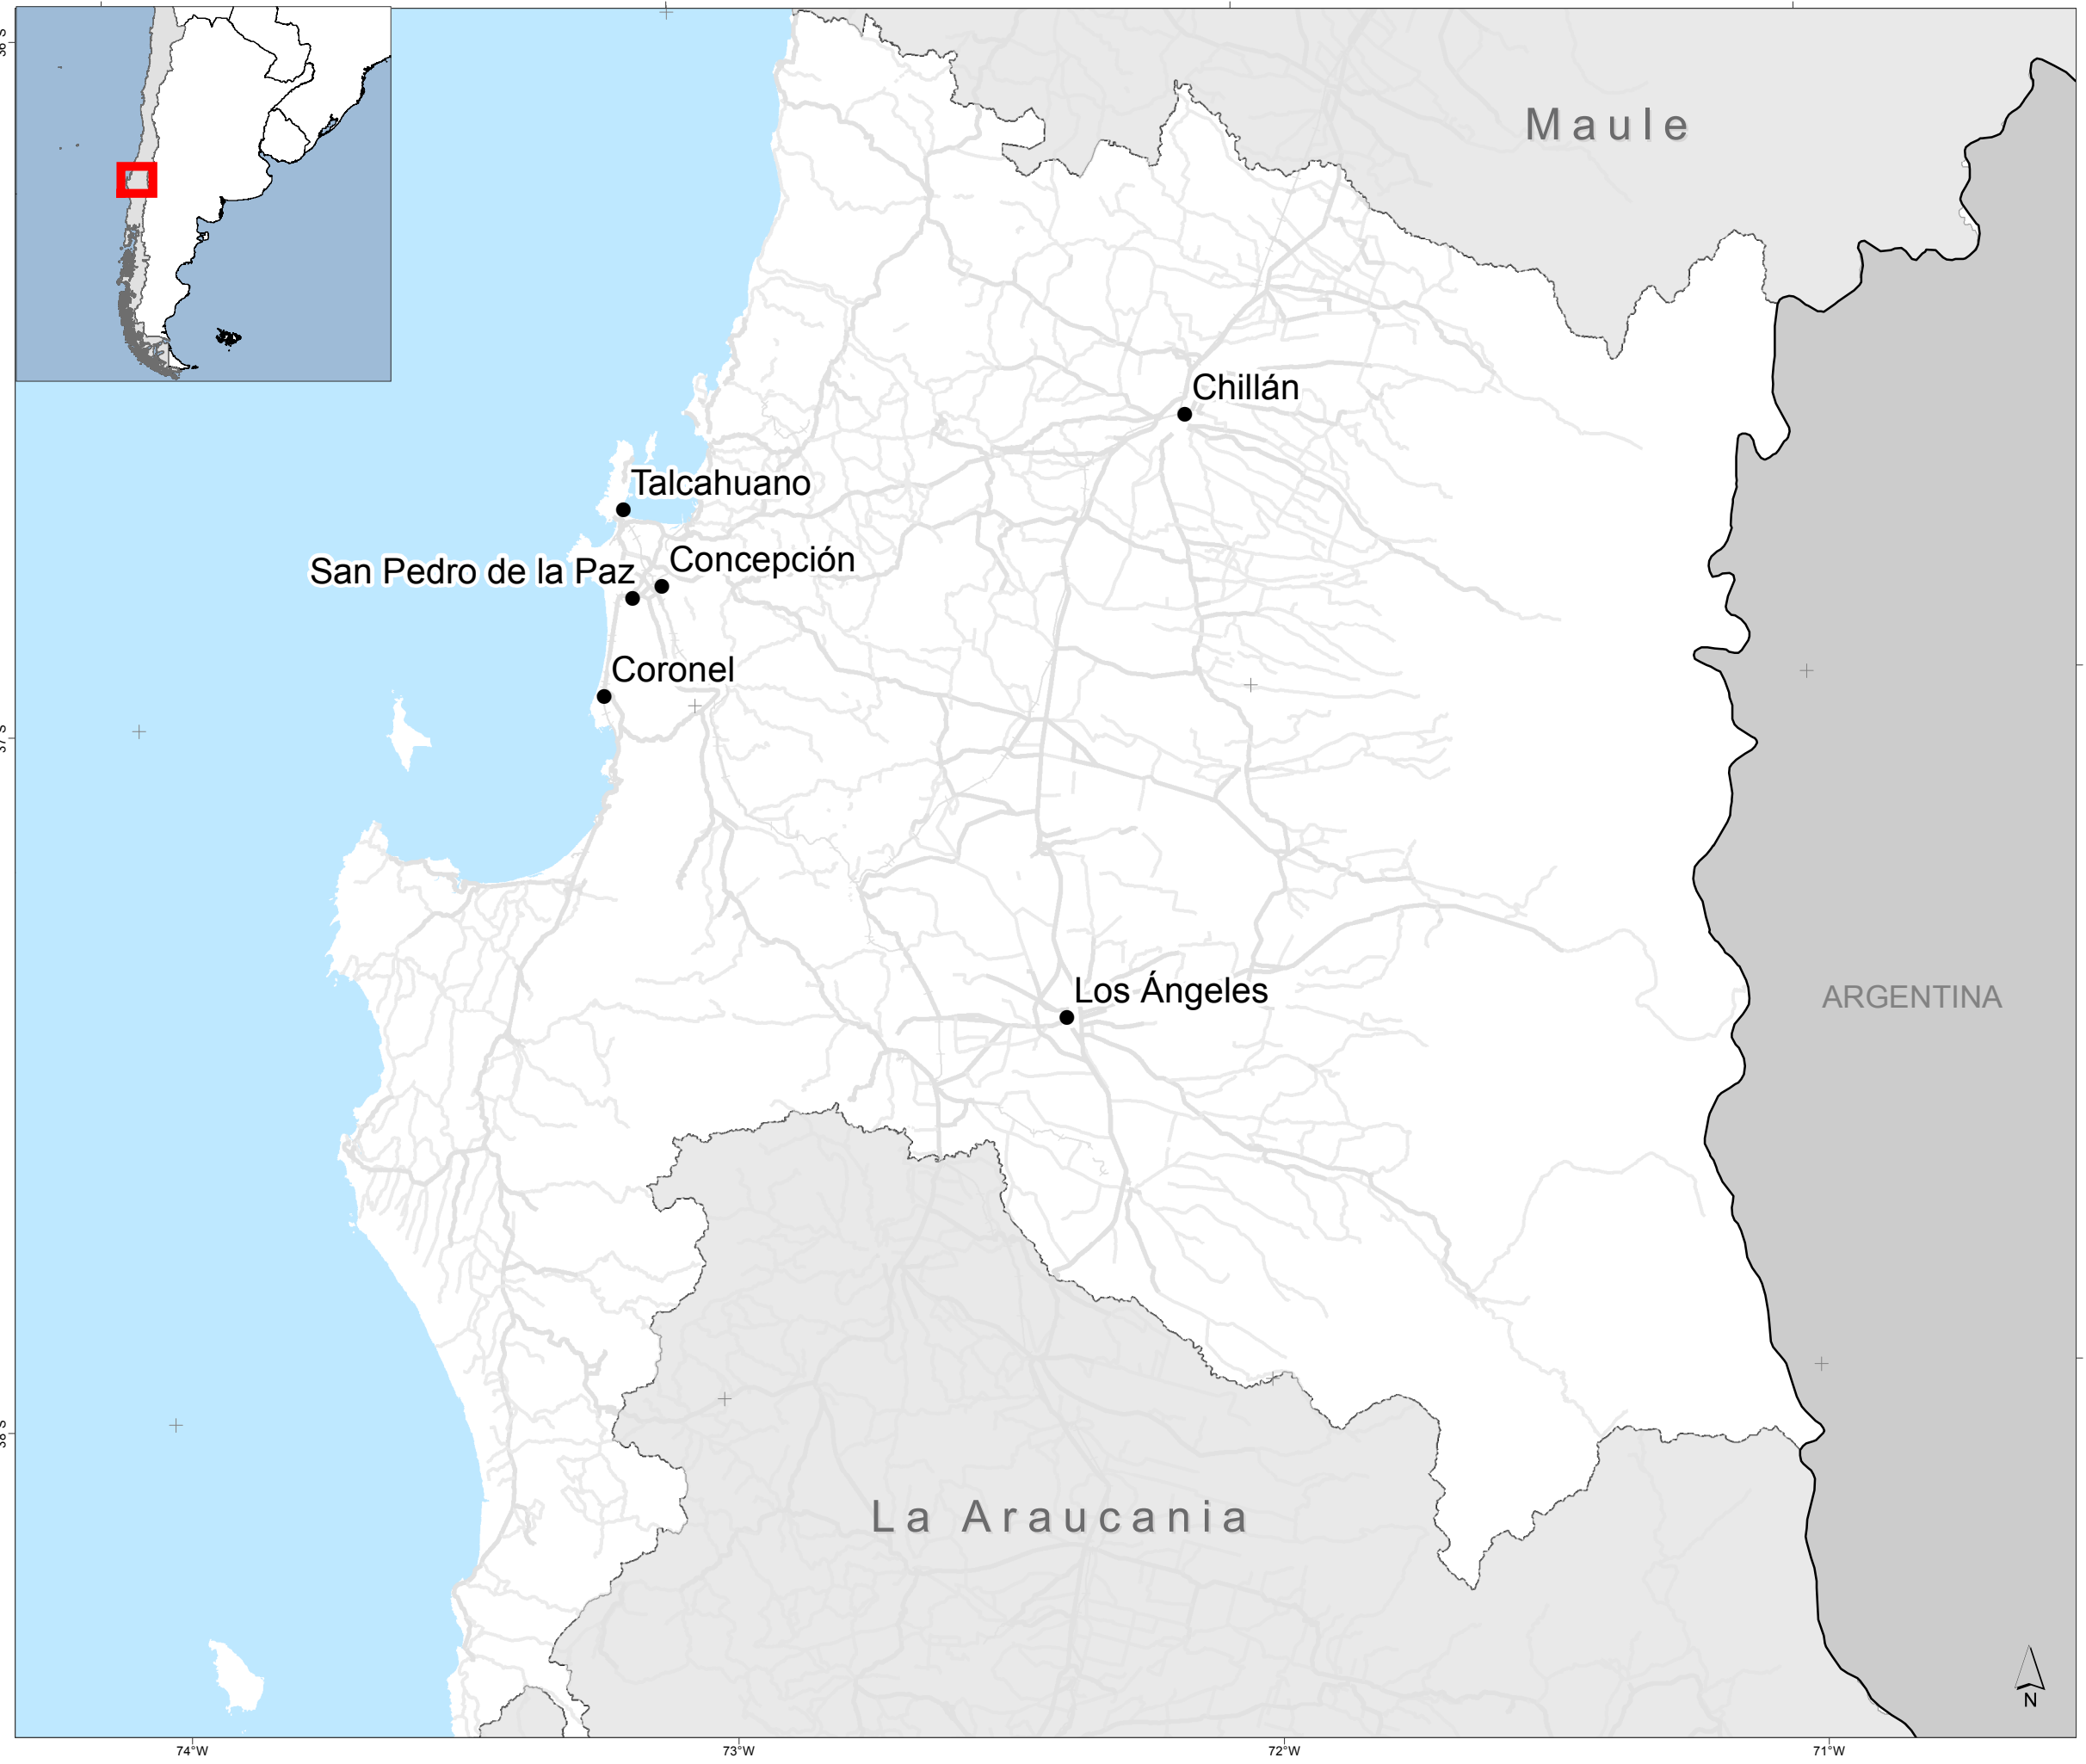 Maule
Chillán
Talcahuano
Concepción
San Pedro de la Paz
Coronel
Los Ángeles
ARGENTINA
La Araucania
N
74°W
73°W
72°W
71°W